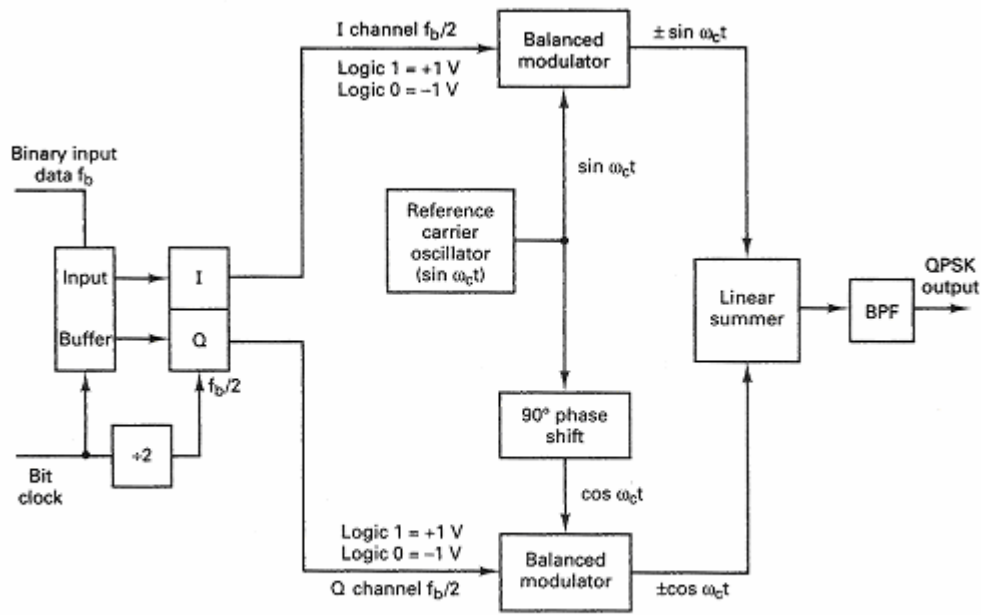 I channel f_b/2
Logic 1 = +1 V
Logic 0 = −1 V
Balanced
modulator
± sin ω_ct
Binary input
data f_b
sin ω_ct
Reference
carrier
oscillator
(sin ω_ct)
Input
Buffer
I
Q
f_b/2
Linear
summer
BPF
QPSK
output
÷2
Bit
clock
90° phase
shift
cos ω_ct
Logic 1 = +1 V
Logic 0 = −1 V
Q channel f_b/2
Balanced
modulator
±cos ω_ct